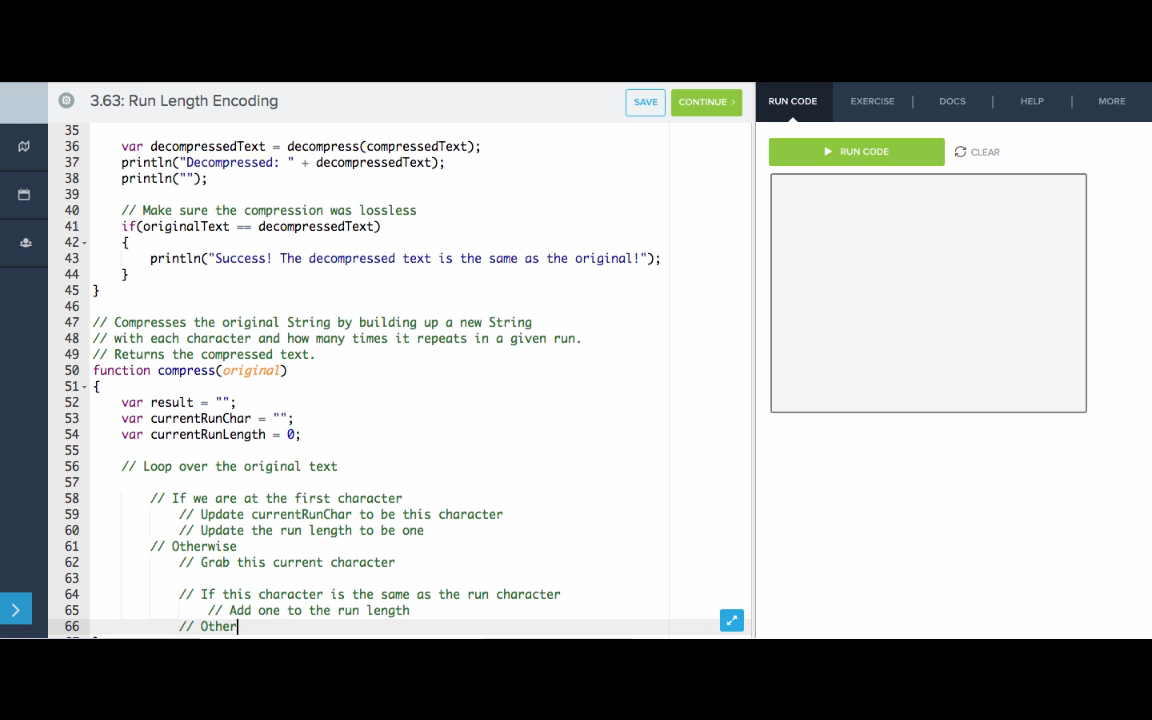 3.63: Run Length Encoding
SAVE
CONTINUE
RUN CODE
EXERCISE
DOCS
HELP
MORE
RUN CODE
CLEAR
35
36 var decompressedText = decompress(compressedText);
37 println("Decompressed: " + decompressedText);
38 println("");
39
40 // Make sure the compression was lossless
41 if(originalText == decompressedText)
42 {
43 println("Success! The decompressed text is the same as the original!");
44 }
45 }
46
47 // Compresses the original String by building up a new String
48 // with each character and how many times it repeats in a given run.
49 // Returns the compressed text.
50 function compress(original)
51 {
52 var result = "";
53 var currentRunChar = "";
54 var currentRunLength = 0;
55
56 // Loop over the original text
57
58 // If we are at the first character
59 // Update currentRunChar to be this character
60 // Update the run length to be one
61 // Otherwise
62 // Grab this current character
63
64 // If this character is the same as the run character
65 // Add one to the run length
66 // Other